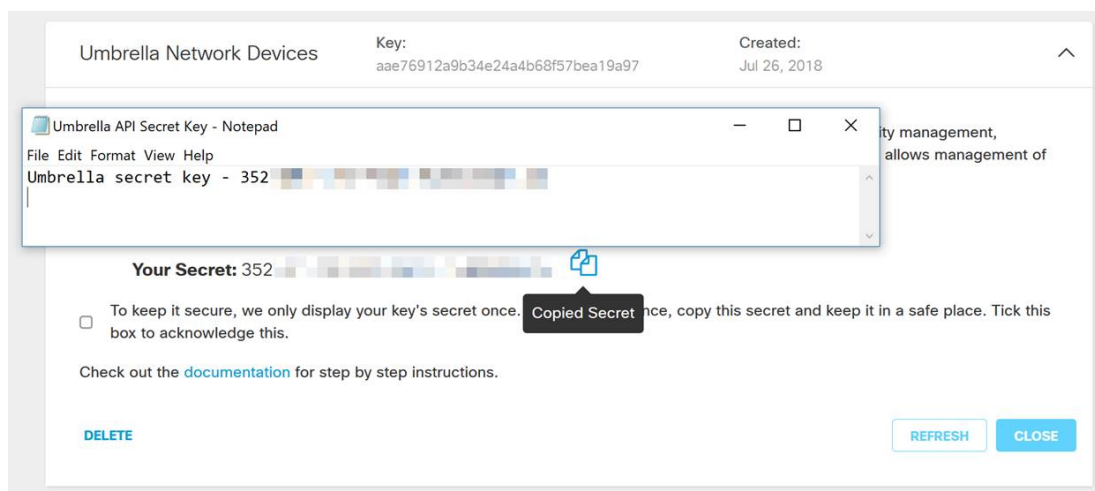 Umbrella Network Devices
Key:
aae76912a9b34e24a4b68f57bea19a97
Created:
Jul 26, 2018
Umbrella API Secret Key - Notepad
File Edit Format View Help
Umbrella secret key - 352
ity management,
allows management of
Your Secret: 352
Copied Secret
To keep it secure, we only display your key's secret once. nce, copy this secret and keep it in a safe place. Tick this
box to acknowledge this.
Check out the documentation for step by step instructions.
DELETE
REFRESH
CLOSE